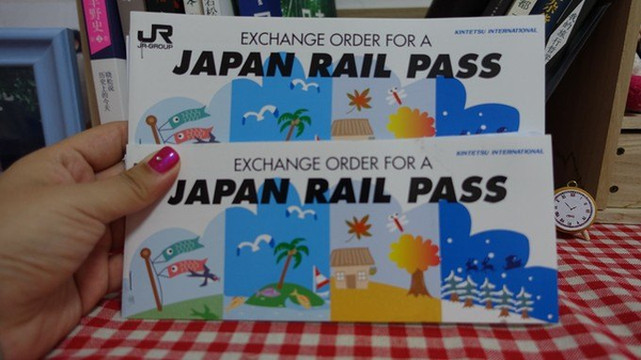 JR
JR-GROUP
KINTETSU INTERNATIONAL
EXCHANGE ORDER FOR A
JAPAN RAIL PASS
KINTETSU INTERNATIONAL
EXCHANGE ORDER FOR A
JAPAN RAIL PASS